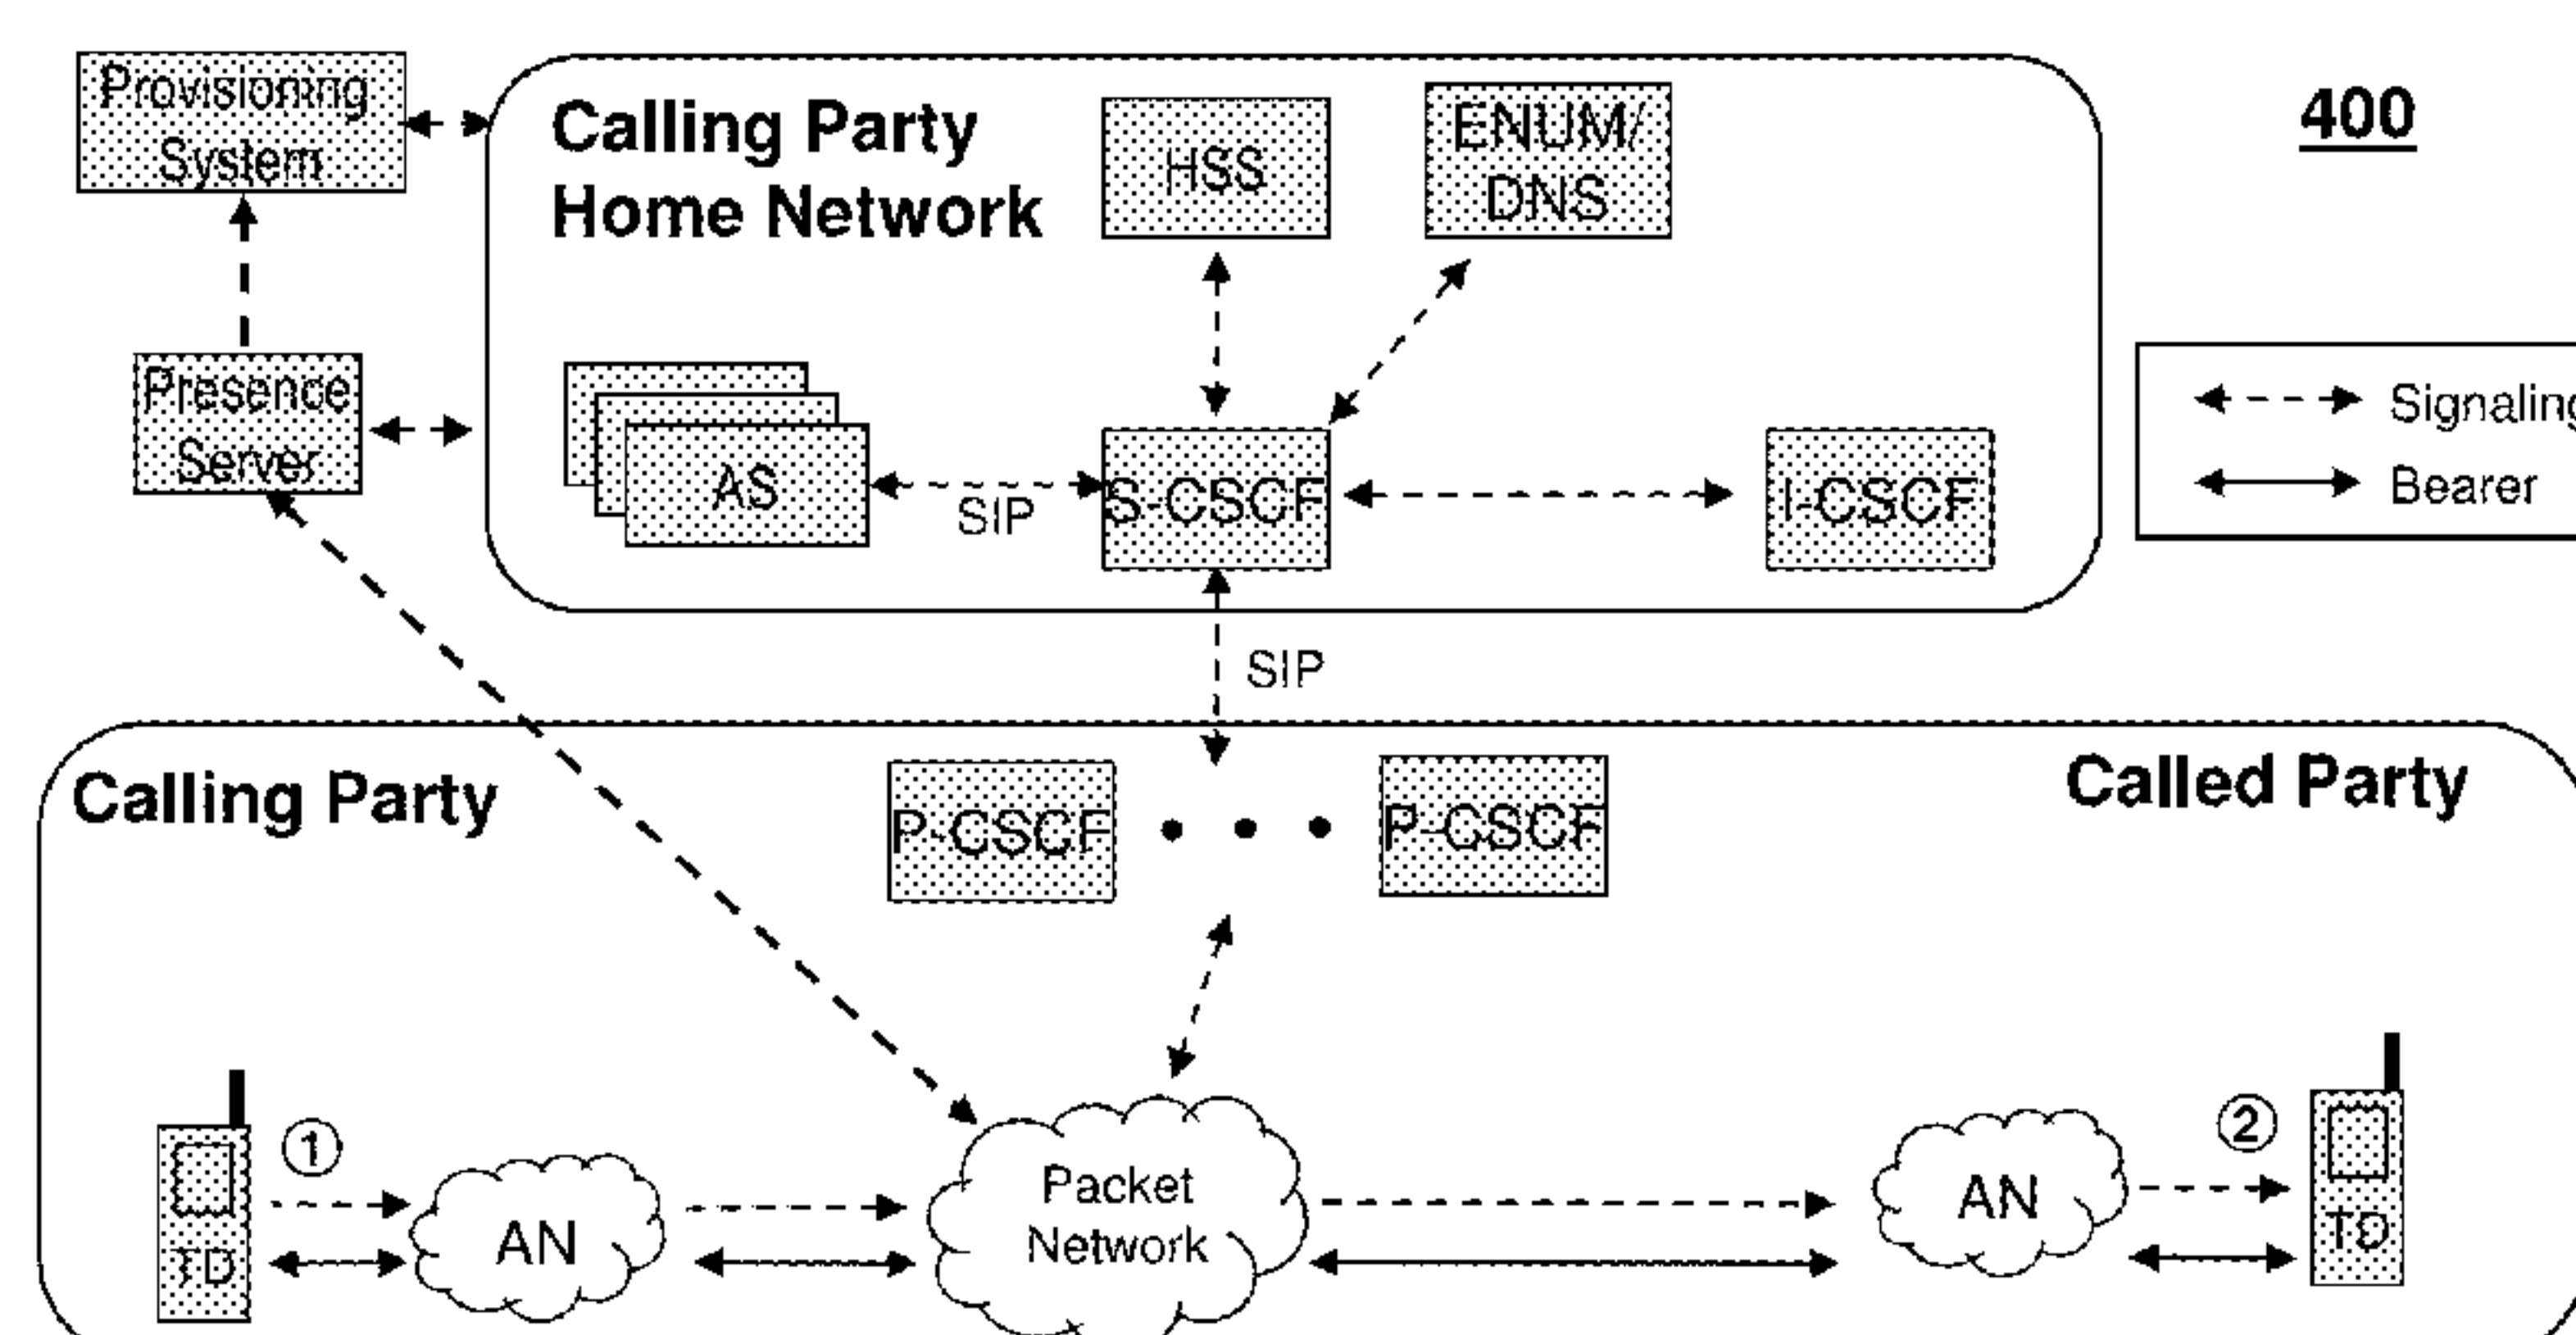 Provisioning
System
Calling Party
Home Network
HSS
ENUM/
DNS
400
Presence
Server
AS
SIP
S-CSCF
I-CSCF
Signaling
Bearer
SIP
Calling Party
P-CSCF
P-CSCF
Called Party
1
TD
AN
Packet
Network
AN
2
TD